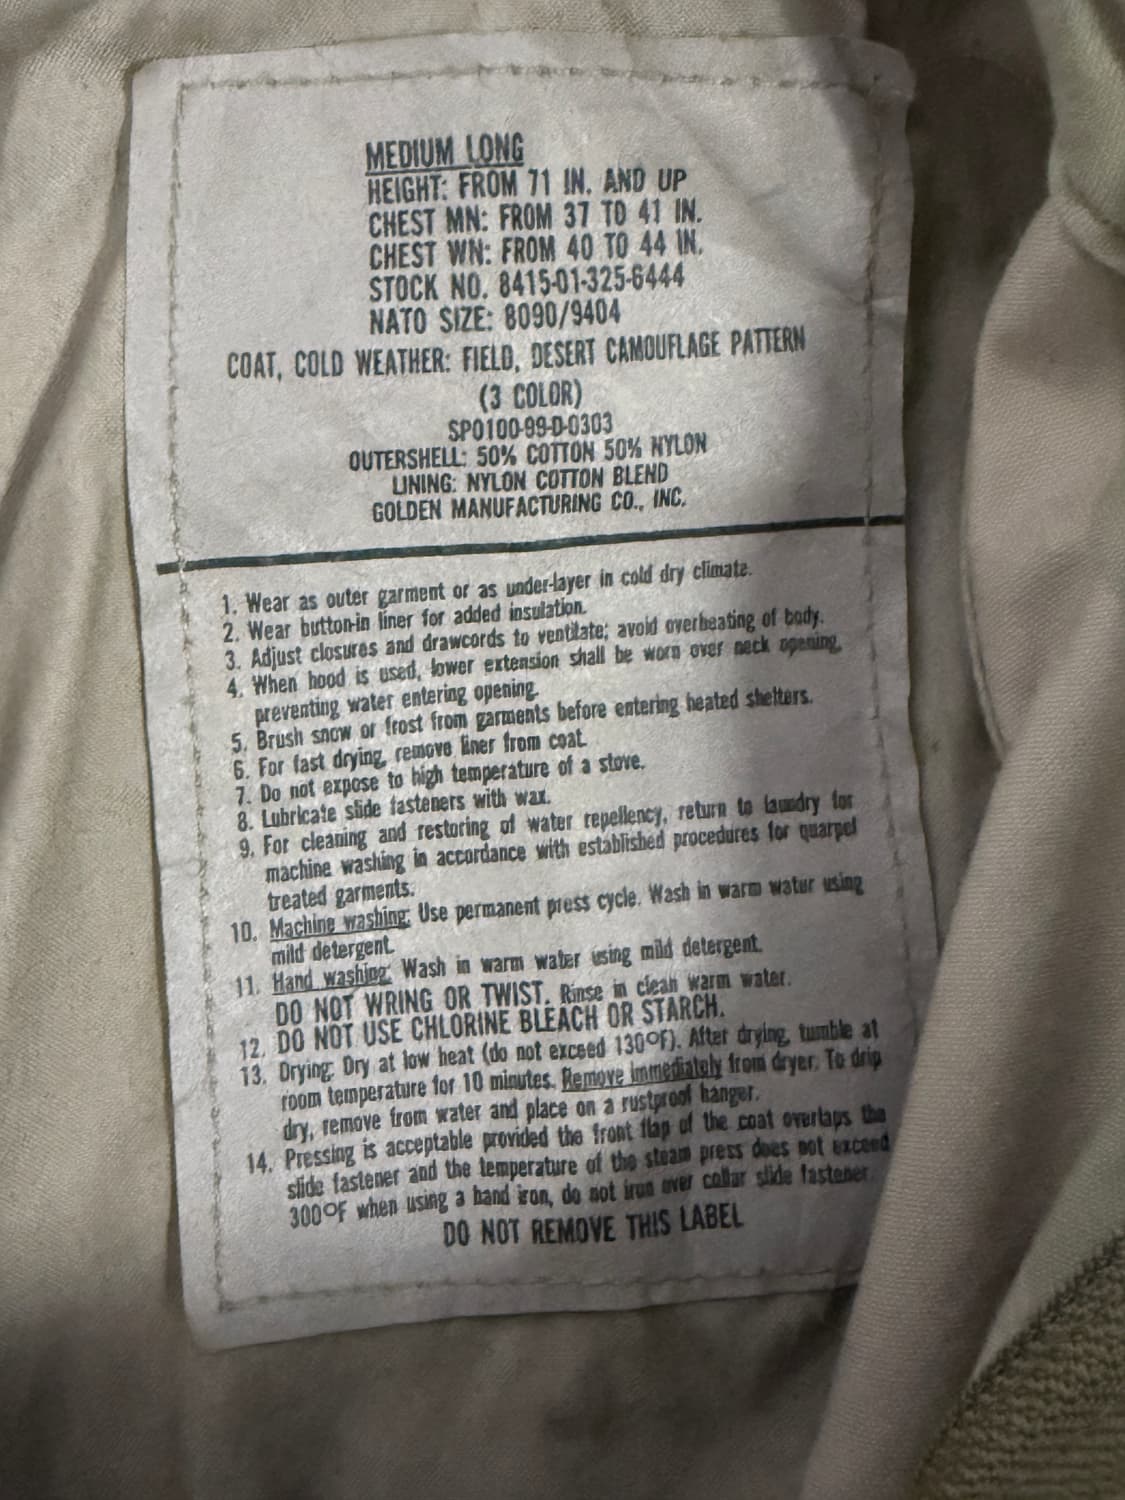 MEDIUM LONG
HEIGHT: FROM 71 IN. AND UP
CHEST MN: FROM 37 TO 41 IN.
CHEST WN: FROM 40 TO 44 IN.
STOCK NO. 8415-01-325-6444
NATO SIZE: 8090/9404
COAT, COLD WEATHER: FIELD, DESERT CAMOUFLAGE PATTERN
(3 COLOR)
SPO100-99-D-0303
OUTERSHELL: 50% COTTON 50% NYLON
LINING: NYLON COTTON BLEND
GOLDEN MANUFACTURING CO., INC.
1. Wear as outer garment or as under-layer in cold dry climate.
2. Wear button-in liner for added insulation.
3. Adjust closures and drawcords to ventilate; avoid overheating of body.
4. When hood is used, lower extension shall be worn over neck opening,
preventing water entering opening.
5. Brush snow or frost from garments before entering heated shelters.
6. For fast drying, remove liner from coat.
7. Do not expose to high temperature of a stove.
8. Lubricate slide fasteners with wax.
9. For cleaning and restoring of water repellency, return to laundry for
machine washing in accordance with established procedures for quarpel
treated garments.
10. Machine washing: Use permanent press cycle. Wash in warm water using
mild detergent.
11. Hand washing: Wash in warm water using mild detergent.
DO NOT WRING OR TWIST. Rinse in clean warm water.
12. DO NOT USE CHLORINE BLEACH OR STARCH.
13. Drying: Dry at low heat (do not exceed 130°F). After drying, tumble at
room temperature for 10 minutes. Remove immediately from dryer. To drip
dry, remove from water and place on a rustproof hanger.
14. Pressing is acceptable provided the front flap of the coat overlaps the
slide fastener and the temperature of the steam press does not exceed
300°F when using a hand iron, do not iron over collar slide fastener.
DO NOT REMOVE THIS LABEL